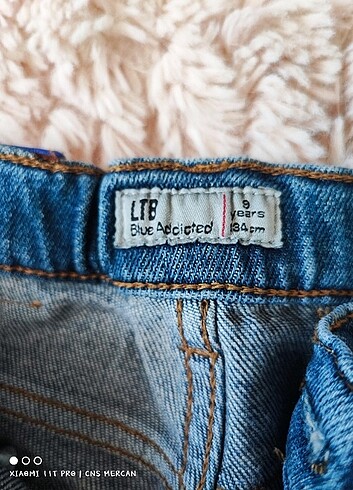 LTB
Blue Addicted
9
years
134 cm
XIAOMI 11T PRO | CNS MERCAN